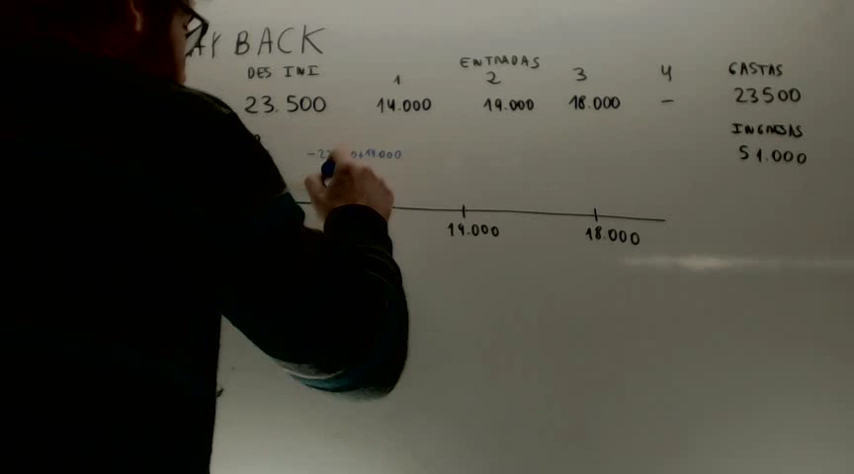 BACK
ENTRADAS
DES INI 1 2 3 4 GASTAS
23.500 14.000 19.000 18.000 - 23500
INGRESAS
51.000
19.000 18.000